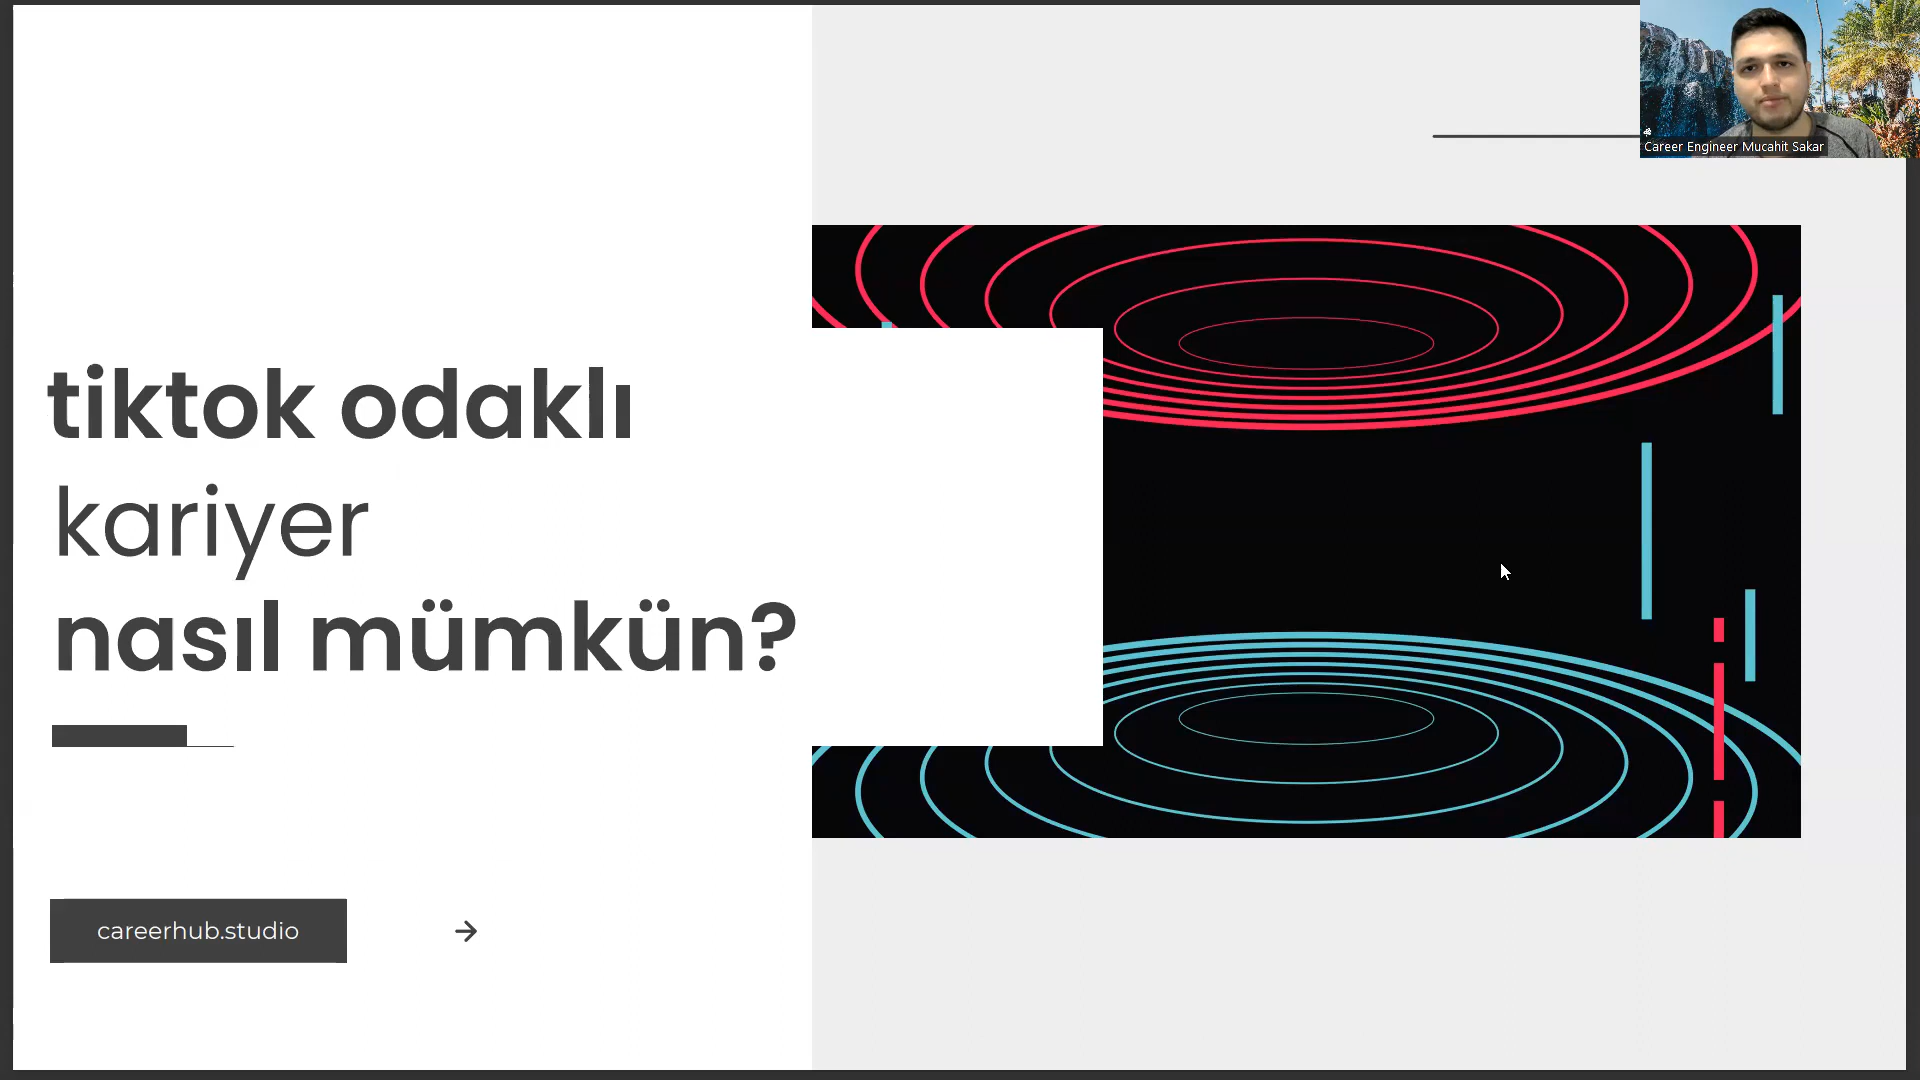 Career Engineer Mucahit Sakar
tiktok odaklı
kariyer
nasıl mümkün?
careerhub.studio